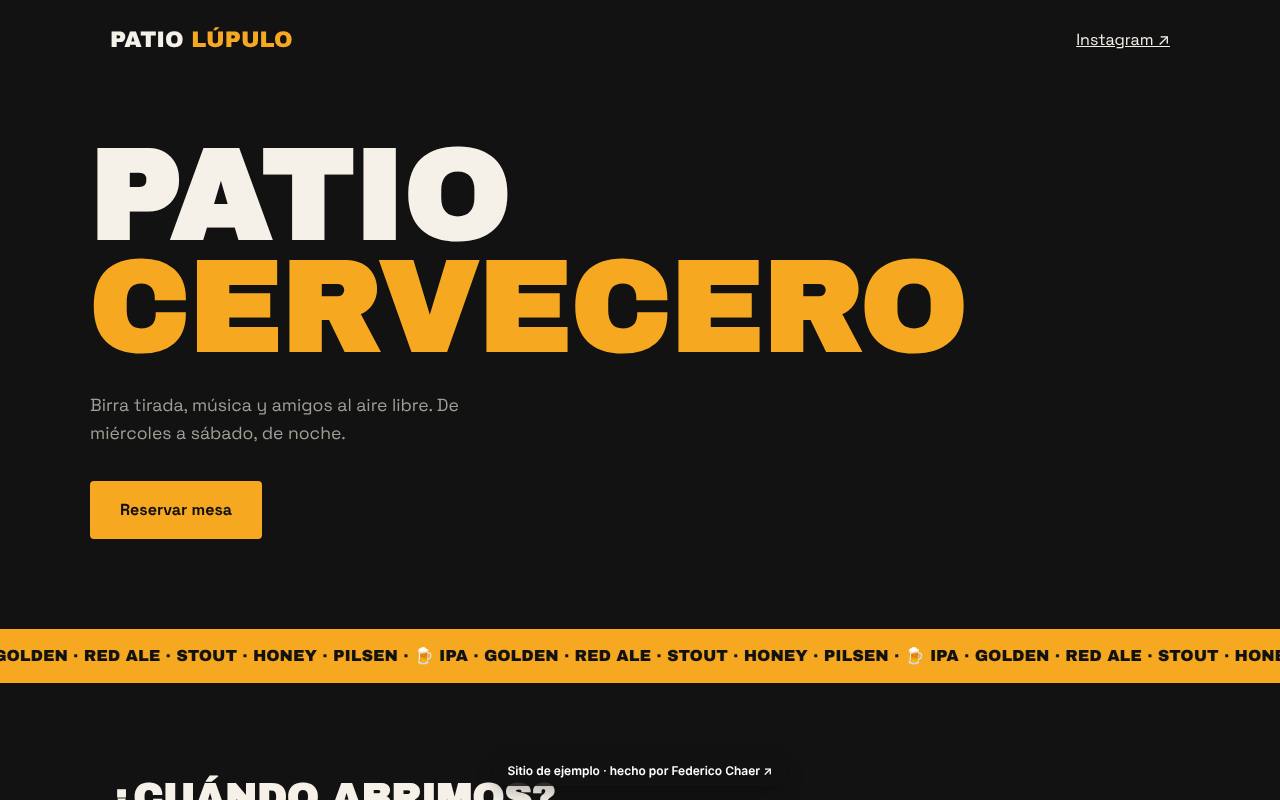 PATIO LÚPULO
Instagram ↗
PATIO
CERVECERO
Birra tirada, música y amigos al aire libre. De
miércoles a sábado, de noche.
Reservar mesa
GOLDEN · RED ALE · STOUT · HONEY · PILSEN · 🍺 IPA · GOLDEN · RED ALE · STOUT · HONEY · PILSEN · 🍺 IPA · GOLDEN · RED ALE · STOUT · HONE
Sitio de ejemplo · hecho por Federico Chaer ↗
¿CUÁNDO ABRIMOS?